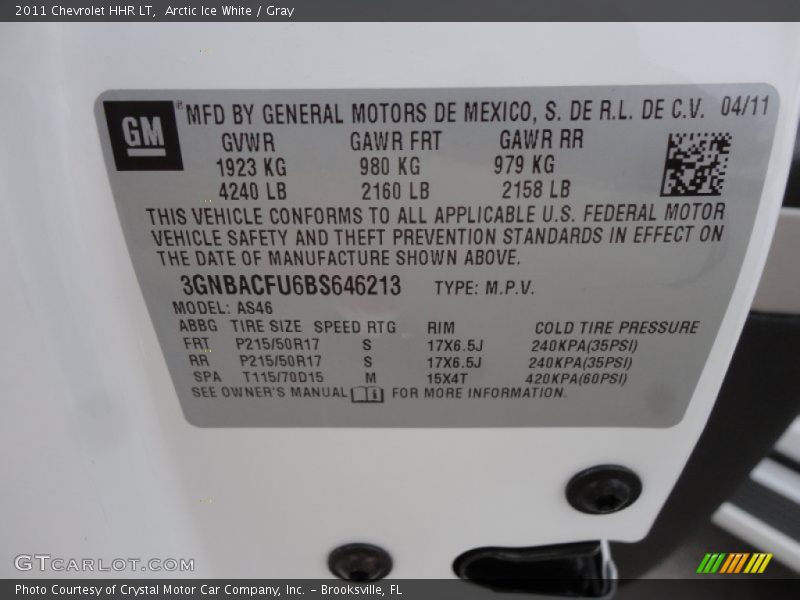 2011 Chevrolet HHR LT,  Arctic Ice White / Gray
GM
® MFD BY GENERAL MOTORS DE MEXICO, S. DE R.L. DE C.V. 04/11
GVWR GAWR FRT GAWR RR
1923 KG 980 KG 979 KG
4240 LB 2160 LB 2158 LB
THIS VEHICLE CONFORMS TO ALL APPLICABLE U.S. FEDERAL MOTOR
VEHICLE SAFETY AND THEFT PREVENTION STANDARDS IN EFFECT ON
THE DATE OF MANUFACTURE SHOWN ABOVE.
3GNBACFU6BS646213 TYPE: M.P.V.
MODEL: AS46
ABBG TIRE SIZE SPEED RTG RIM COLD TIRE PRESSURE
FRT P215/50R17 S 17X6.5J 240KPA(35PSI)
RR P215/50R17 S 17X6.5J 240KPA(35PSI)
SPA T115/70D15 M 15X4T 420KPA(60PSI)
SEE OWNER'S MANUAL FOR MORE INFORMATION.
GTCARLOT.COM
Photo Courtesy of Crystal Motor Car Company, Inc. – Brooksville, FL